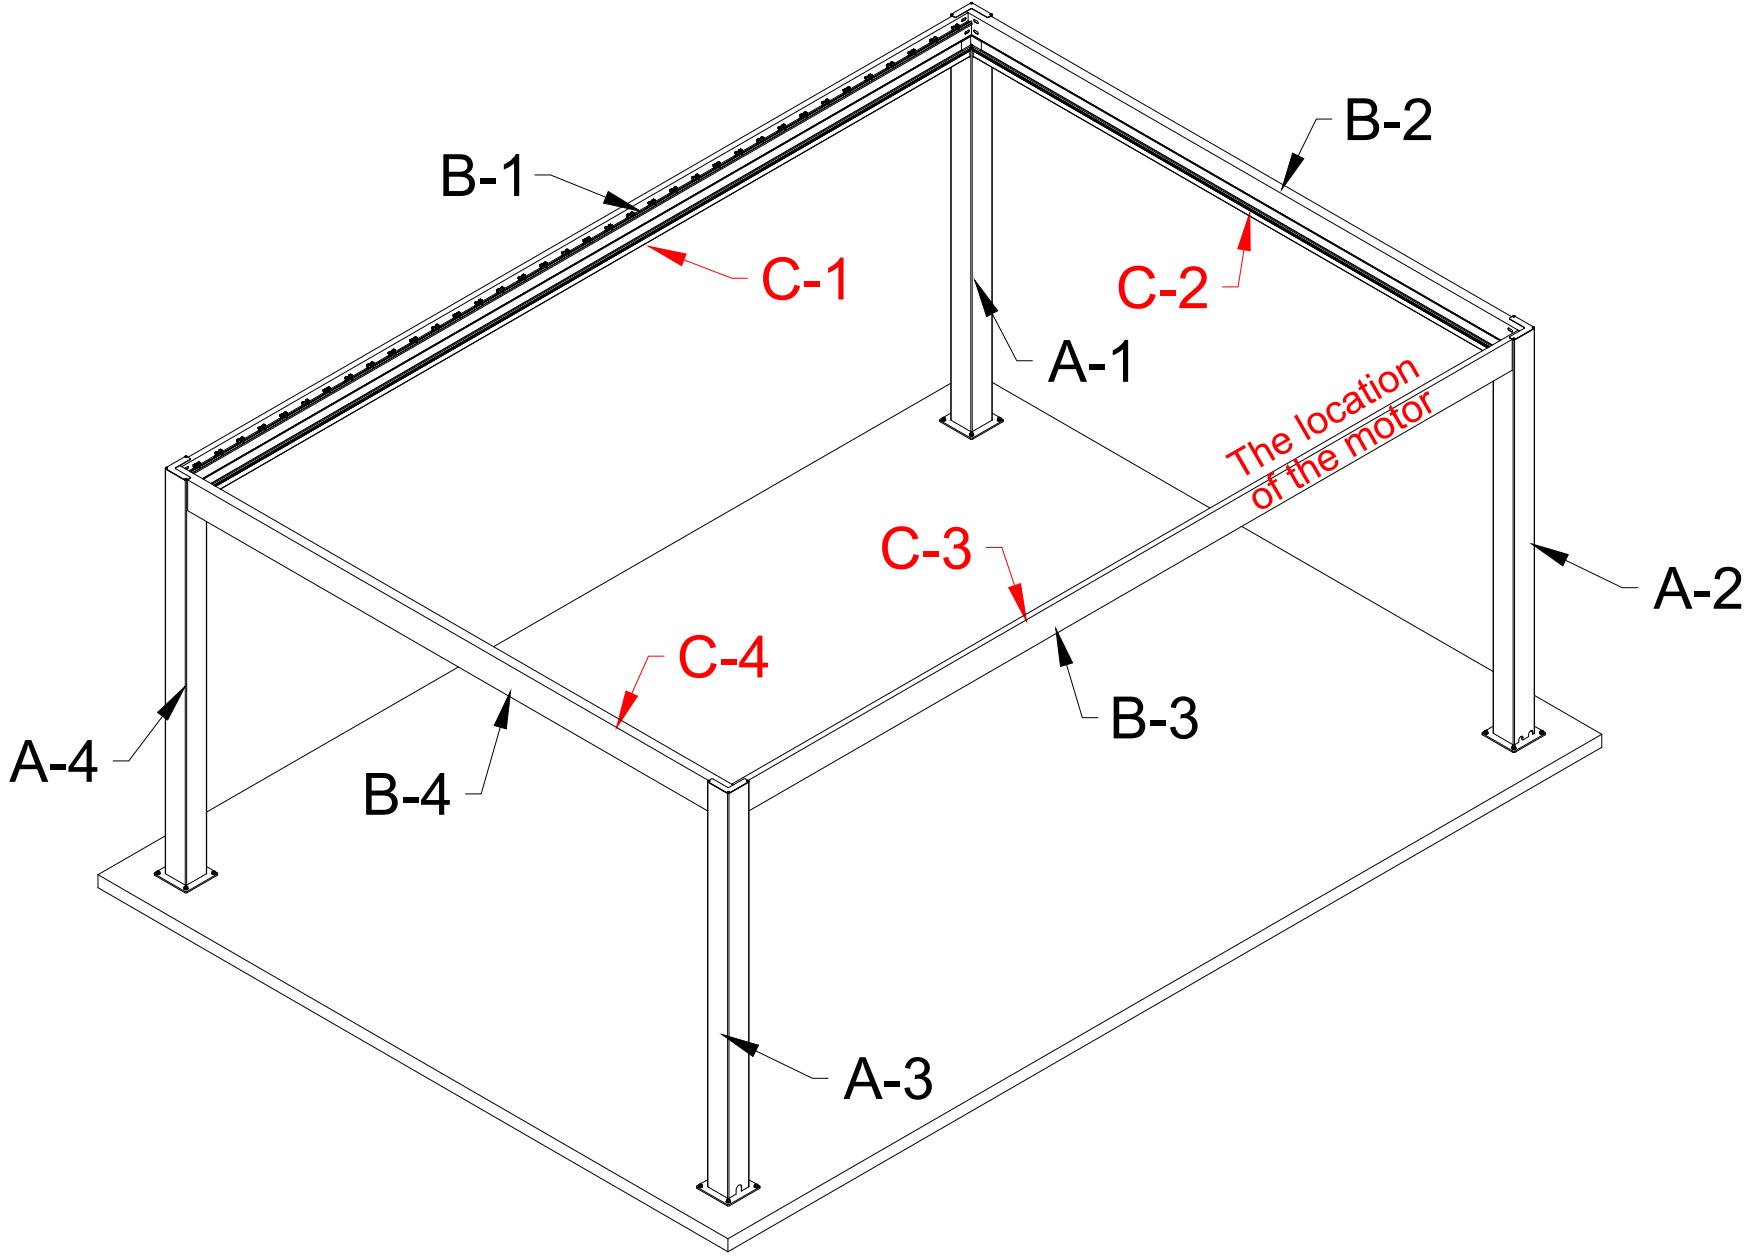 B-2
B-1
C-1
C-2
A-1
The location
of the motor
C-3
A-2
C-4
B-3
A-4
B-4
A-3